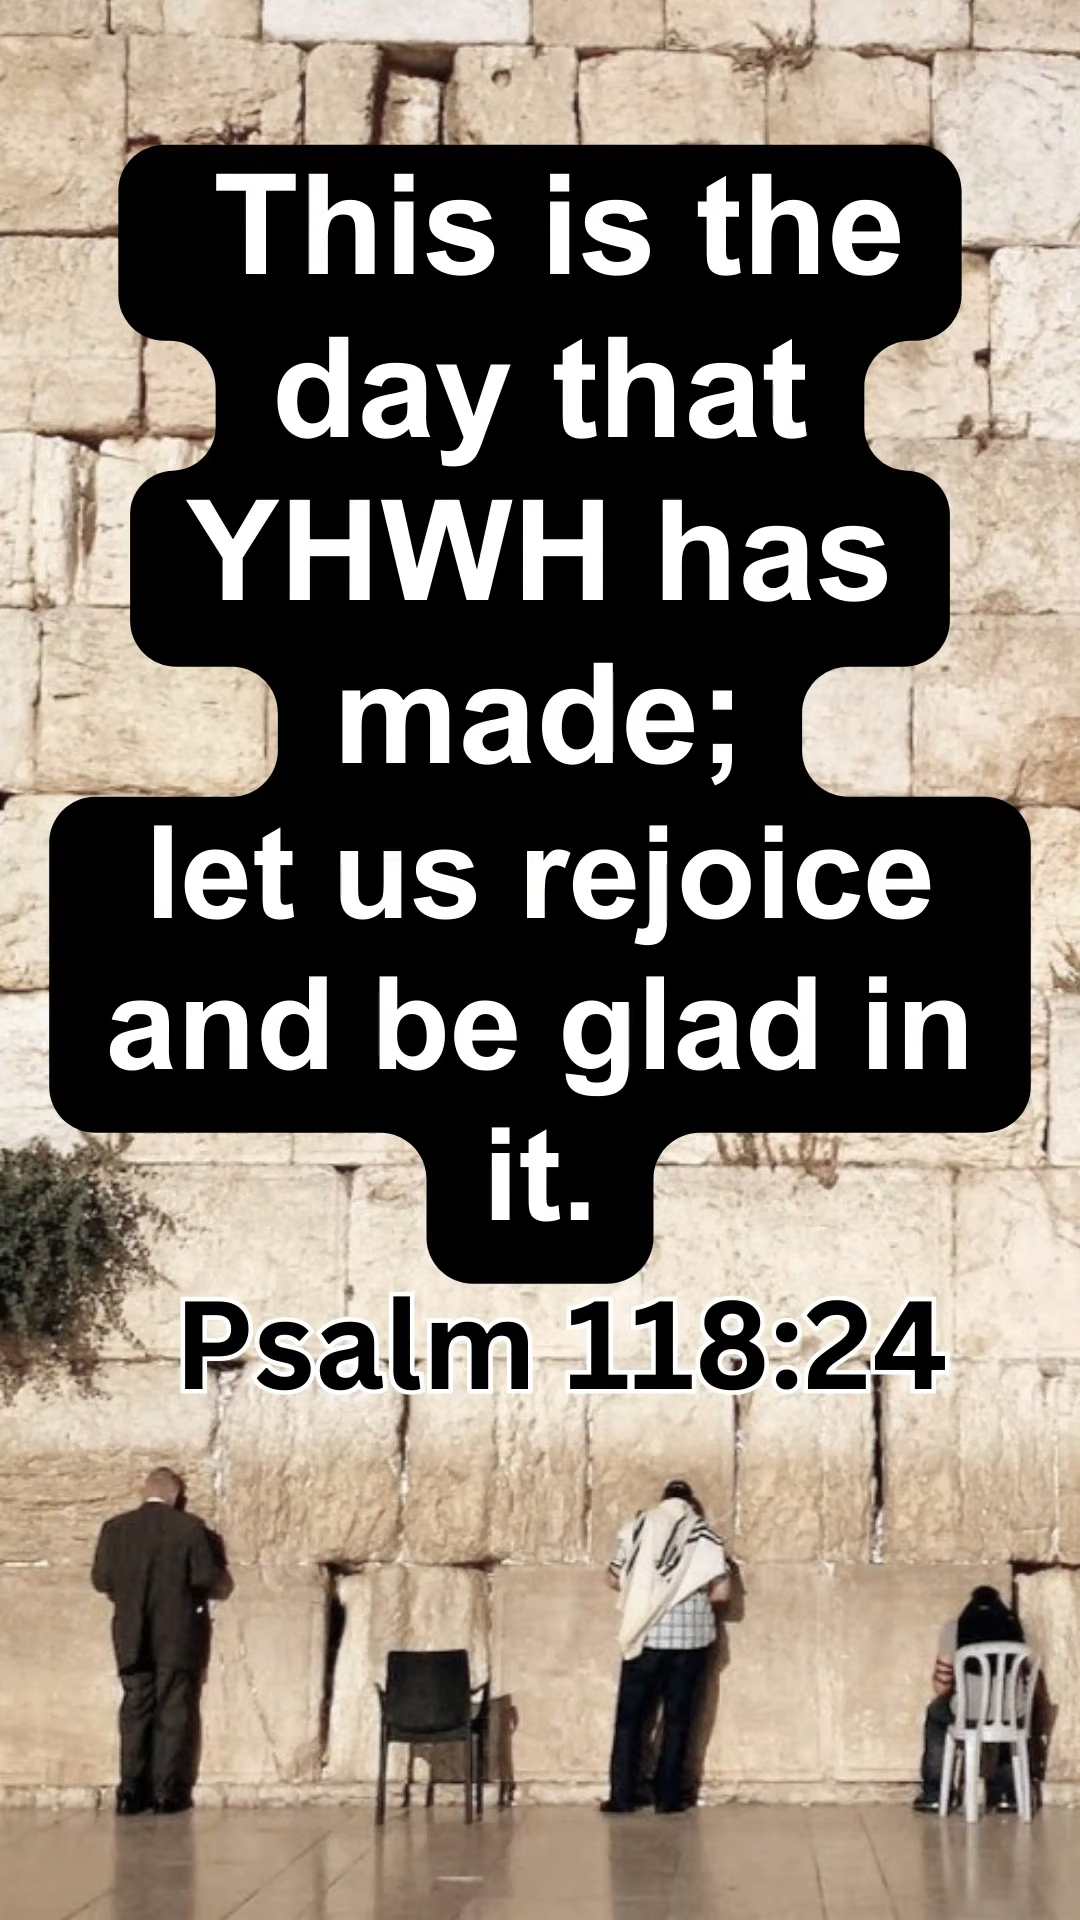 This is the
day that
YHWH has
made;
let us rejoice
and be glad in
it.
Psalm 118:24